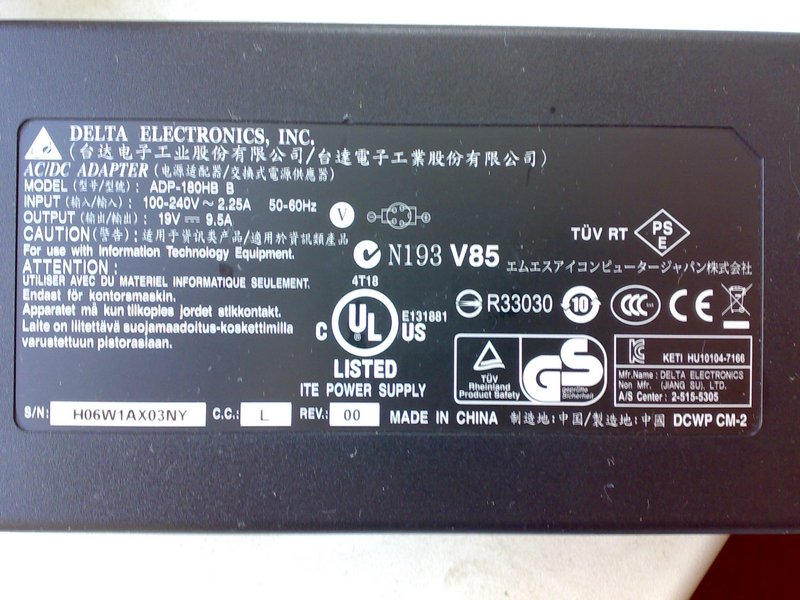 DELTA ELECTRONICS, INC.
(台达电子工业股份有限公司/台達電子工業股份有限公司)
AC/DC ADAPTER (电源适配器/交換式電源供應器)
MODEL (型号/型號): ADP-180HB B
INPUT (输入/輸入): 100-240V ~ 2.25A 50-60Hz
OUTPUT (输出/輸出): 19V ⎓ 9.5A
V
CAUTION (警告): 适用于资讯类产品/適用於資訊類產品
For use with Information Technology Equipment.
ATTENTION:
UTILISER AVEC DU MATERIEL INFORMATIQUE SEULEMENT.
Endast för kontorsmaskin.
Apparatet må kun tilkoples jordet stikkontakt.
Laite on liitettävä suojamaadoitus-koskettimilla
varustettuun pistorasiaan.
N193 V85
TÜV RT
PS
E
エムエスアイコンピュータージャパン株式会社
4T18
C UL US
E131881
LISTED
ITE POWER SUPPLY
R33030
10
CCC
CE
TÜV
Rheinland
Product Safety
GS
geprüfte
Sicherheit
KETI HU10104-7166
Mfr.Name : DELTA ELECTRONICS
Non Mfr. (JIANG SU), LTD.
A/S Center : 2-515-5305
S/N: H06W1AX03NY C.C.: L REV.: 00 MADE IN CHINA 制造地:中国/製造地:中國 DCWP CM-2